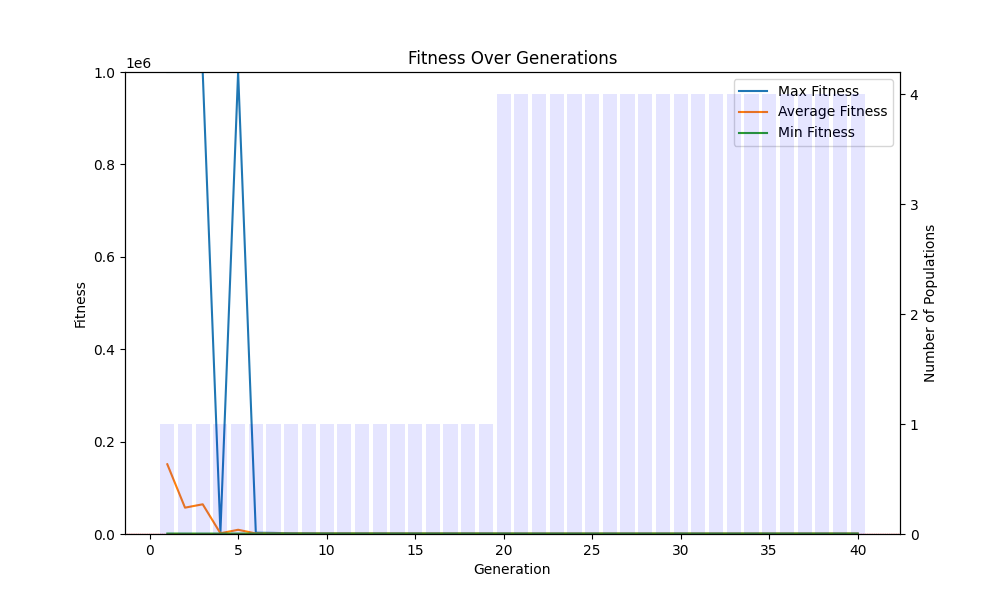 Fitness Over Generations
1e6
1.0
0.8
0.6
0.4
0.2
0.0
Fitness
0 5 10 15 20 25 30 35 40
Generation
4
3
2
1
0
Number of Populations
Max Fitness
Average Fitness
Min Fitness